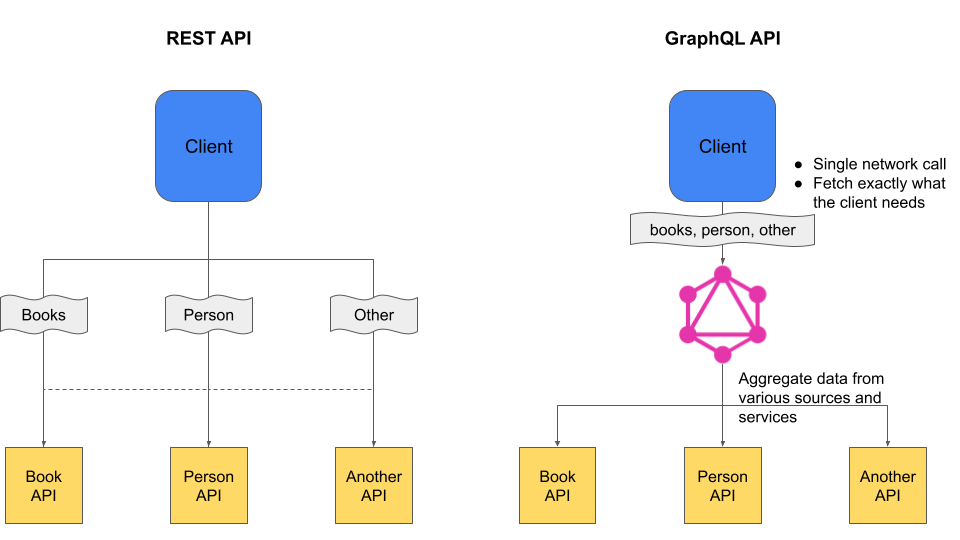 REST API
Client
Books
Person
Other
Book
API
Person
API
Another
API
GraphQL API
Client
● Single network call
● Fetch exactly what
the client needs
books, person, other
Aggregate data from
various sources and
services
Book
API
Person
API
Another
API